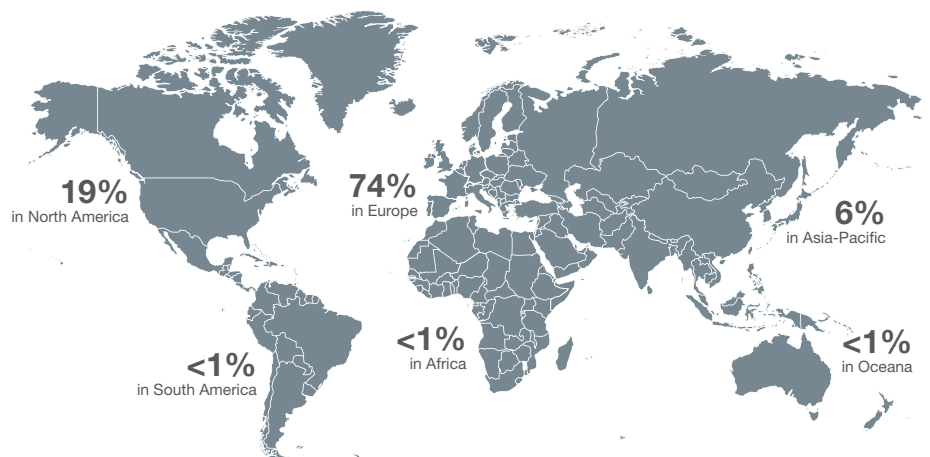 19%
in North America
74%
in Europe
6%
in Asia-Pacific
<1%
in South America
<1%
in Africa
<1%
in Oceana